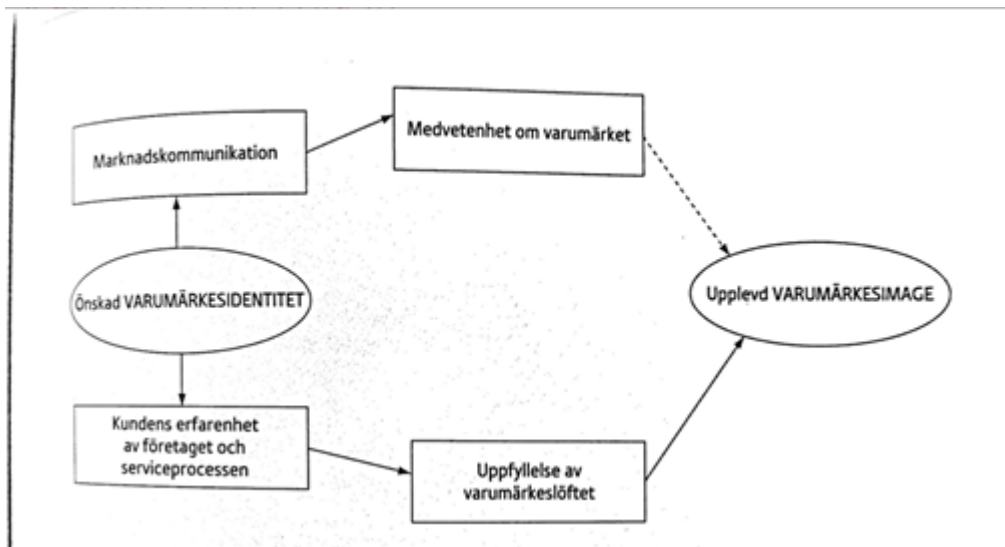 Marknadskommunikation
Medvetenhet om varumärket
Önskad VARUMÄRKESIDENTITET
Upplevd VARUMÄRKESIMAGE
Kundens erfarenhet
av företaget och
serviceprocessen
Uppfyllelse av
varumärkeslöftet